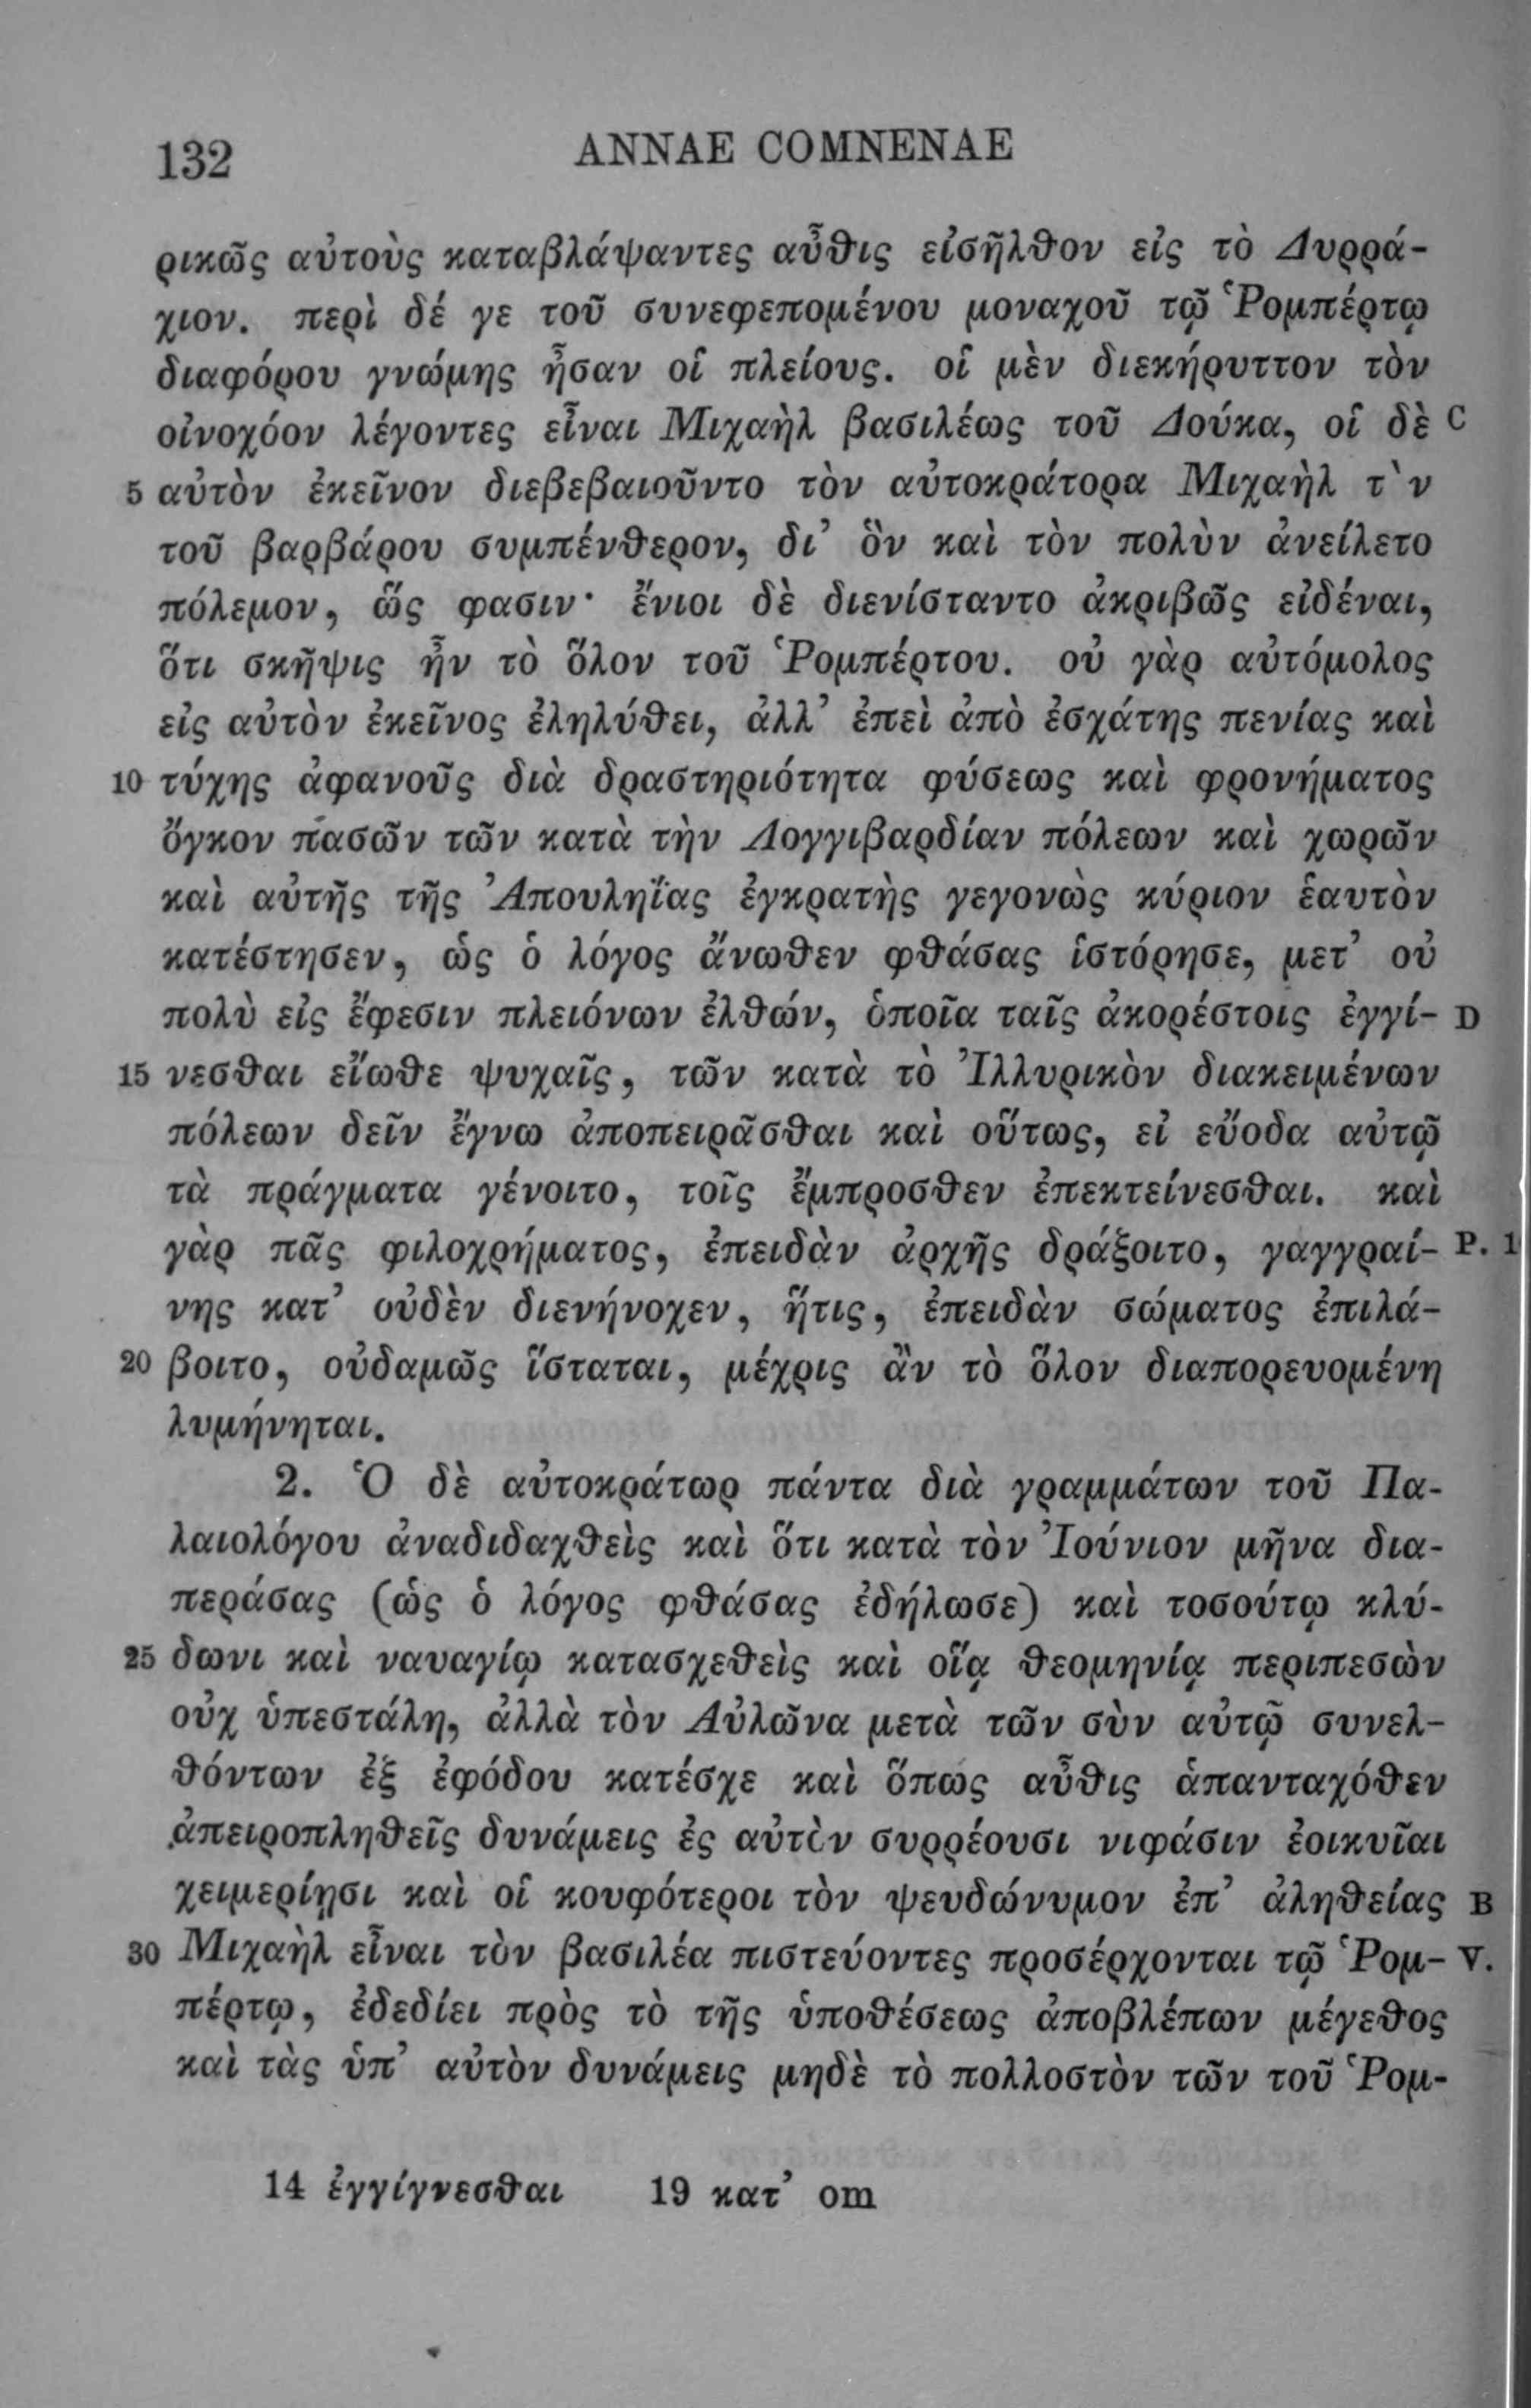 132 ANNAE COMNENAE
ρικῶς αὐτοὺς καταβλάψαντες αὖθις εἰσῆλθον εἰς τὸ Δυρρά-
χιον. περὶ δέ γε τοῦ συνεφεπομένου μοναχοῦ τῷ Ῥομπέρτῳ
διαφόρου γνώμης ἦσαν οἱ πλείους. οἱ μὲν διεκήρυττον τὸν
οἰνοχόον λέγοντες εἶναι Μιχαὴλ βασιλέως τοῦ Δούκα, οἱ δὲ C
5 αὐτὸν ἐκεῖνον διεβεβαιοῦντο τὸν αὐτοκράτορα Μιχαὴλ τ`ν
τοῦ βαρβάρου συμπένθερον, δι’ ὃν καὶ τὸν πολὺν ἀνείλετο
πόλεμον, ὥς φασιν· ἔνιοι δὲ διενίσταντο ἀκριβῶς εἰδέναι,
ὅτι σκῆψις ἦν τὸ ὅλον τοῦ Ῥομπέρτου. οὐ γὰρ αὐτόμολος
εἰς αὐτὸν ἐκεῖνος ἐληλύθει, ἀλλ’ ἐπεὶ ἀπὸ ἐσχάτης πενίας καὶ
10 τύχης ἀφανοῦς διὰ δραστηριότητα φύσεως καὶ φρονήματος
ὄγκον πασῶν τῶν κατὰ τὴν Λογγιβαρδίαν πόλεων καὶ χωρῶν
καὶ αὐτῆς τῆς Ἀπουληΐας ἐγκρατὴς γεγονὼς κύριον ἑαυτὸν
κατέστησεν, ὡς ὁ λόγος ἄνωθεν φθάσας ἱστόρησε, μετ’ οὐ
πολὺ εἰς ἔφεσιν πλειόνων ἐλθών, ὁποῖα ταῖς ἀκορέστοις ἐγγί- D
15 νεσθαι εἴωθε ψυχαῖς, τῶν κατὰ τὸ Ἰλλυρικὸν διακειμένων
πόλεων δεῖν ἔγνω ἀποπειρᾶσθαι καὶ οὕτως, εἰ εὔοδα αὐτῷ
τὰ πράγματα γένοιτο, τοῖς ἔμπροσθεν ἐπεκτείνεσθαι. καὶ
γὰρ πᾶς φιλοχρήματος, ἐπειδὰν ἀρχῆς δράξοιτο, γαγγραί- P. 1
νης κατ’ οὐδὲν διενήνοχεν, ἥτις, ἐπειδὰν σώματος ἐπιλά-
20 βοιτο, οὐδαμῶς ἵσταται, μέχρις ἂν τὸ ὅλον διαπορευομένη
λυμήνηται.
2. Ὁ δὲ αὐτοκράτωρ πάντα διὰ γραμμάτων τοῦ Πα-
λαιολόγου ἀναδιδαχθεὶς καὶ ὅτι κατὰ τὸν Ἰούνιον μῆνα δια-
περάσας (ὡς ὁ λόγος φθάσας ἐδήλωσε) καὶ τοσούτῳ κλύ-
25 δωνι καὶ ναυαγίῳ κατασχεθεὶς καὶ οἵᾳ θεομηνίᾳ περιπεσὼν
οὐχ ὑπεστάλη, ἀλλὰ τὸν Αὐλῶνα μετὰ τῶν σὺν αὐτῷ συνελ-
θόντων ἐξ ἐφόδου κατέσχε καὶ ὅπως αὖθις ἁπανταχόθεν
ἀπειροπληθεῖς δυνάμεις ἐς αὐτὸν συρρέουσι νιφάσιν ἐοικυῖαι
χειμερίῃσι καὶ οἱ κουφότεροι τὸν ψευδώνυμον ἐπ’ ἀληθείας B
30 Μιχαὴλ εἶναι τὸν βασιλέα πιστεύοντες προσέρχονται τῷ Ῥομ- V.
πέρτῳ, ἐδεδίει πρὸς τὸ τῆς ὑποθέσεως ἀποβλέπων μέγεθος
καὶ τὰς ὑπ’ αὐτὸν δυνάμεις μηδὲ τὸ πολλοστὸν τῶν τοῦ Ῥομ-
14 ἐγγίγνεσθαι 19 κατ’ om